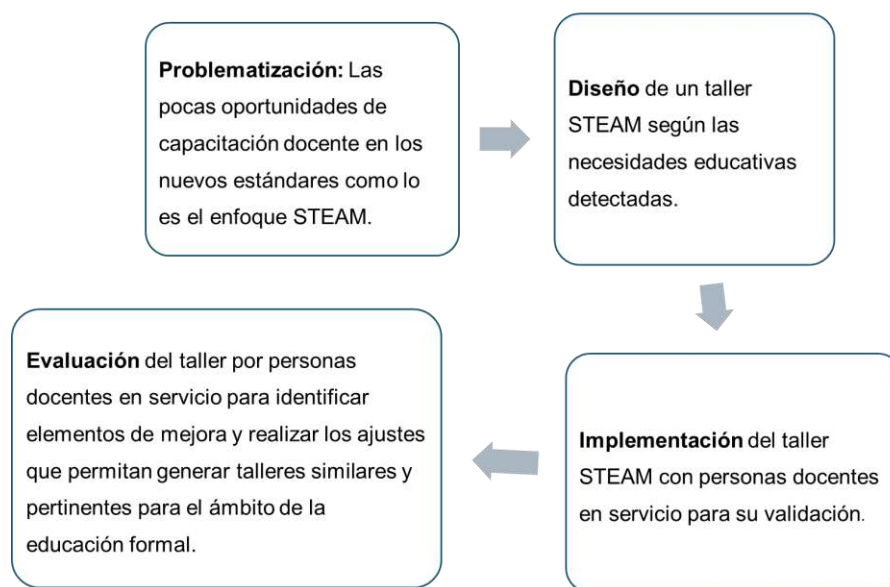 Problematización: Las
pocas oportunidades de
capacitación docente en los
nuevos estándares como lo
es el enfoque STEAM.
Diseño de un taller
STEAM según las
necesidades educativas
detectadas.
Implementación del taller
STEAM con personas docentes
en servicio para su validación.
Evaluación del taller por personas
docentes en servicio para identificar
elementos de mejora y realizar los ajustes
que permitan generar talleres similares y
pertinentes para el ámbito de la
educación formal.